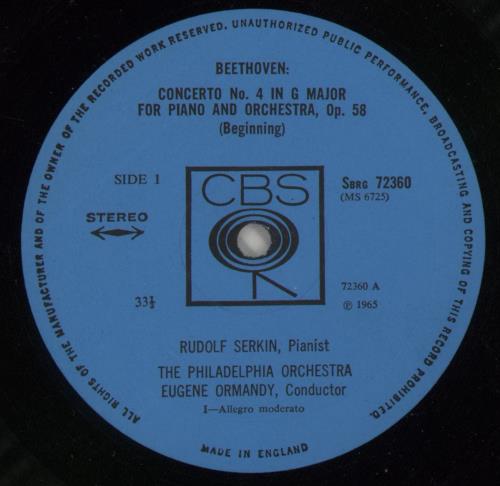 ALL RIGHTS OF THE MANUFACTURER AND OF THE OWNER OF THE RECORDED WORK RESERVED. UNAUTHORIZED PUBLIC PERFORMANCE, BROADCASTING AND COPYING OF THIS RECORD PROHIBITED.
BEETHOVEN:
CONCERTO No. 4 IN G MAJOR
FOR PIANO AND ORCHESTRA, Op. 58
(Beginning)
SIDE 1
STEREO
33⅓
CBS
SBRG 72360
(MS 6725)
72360 A
℗ 1965
RUDOLF SERKIN, Pianist
THE PHILADELPHIA ORCHESTRA
EUGENE ORMANDY, Conductor
I—Allegro moderato
MADE IN ENGLAND